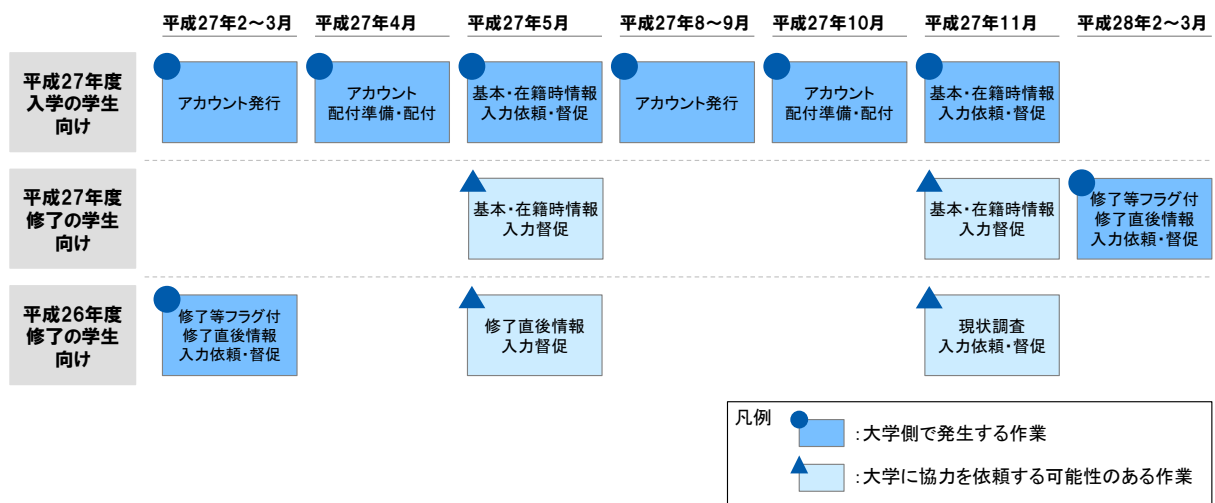 平成27年2～3月
平成27年4月
平成27年5月
平成27年8～9月
平成27年10月
平成27年11月
平成28年2～3月
平成27年度
入学の学生
向け
アカウント発行
アカウント
配付準備・配付
基本・在籍時情報
入力依頼・督促
アカウント発行
アカウント
配付準備・配付
基本・在籍時情報
入力依頼・督促
平成27年度
修了の学生
向け
基本・在籍時情報
入力督促
基本・在籍時情報
入力督促
修了等フラグ付
修了直後情報
入力依頼・督促
平成26年度
修了の学生
向け
修了等フラグ付
修了直後情報
入力依頼・督促
修了直後情報
入力督促
現状調査
入力依頼・督促
凡例
：大学側で発生する作業
：大学に協力を依頼する可能性のある作業